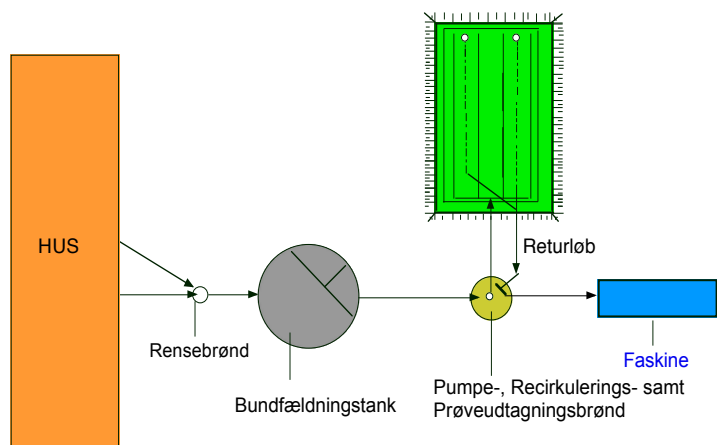 HUS
Returløb
Rensebrønd
Faskine
Bundfældningstank
Pumpe-, Recirkulerings- samt
Prøveudtagningsbrønd